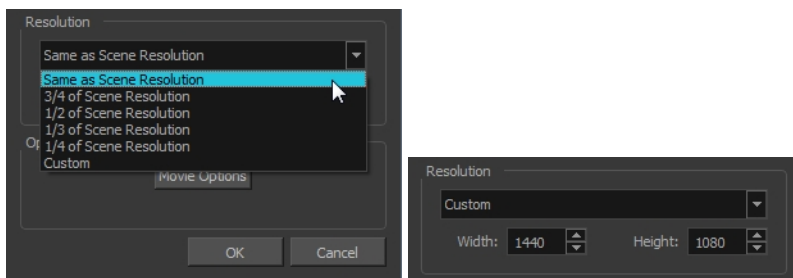 Resolution
Same as Scene Resolution
Same as Scene Resolution
3/4 of Scene Resolution
1/2 of Scene Resolution
1/3 of Scene Resolution
1/4 of Scene Resolution
Custom
Op
Movie Options
OK Cancel
Resolution
Custom
Width: 1440 Height: 1080